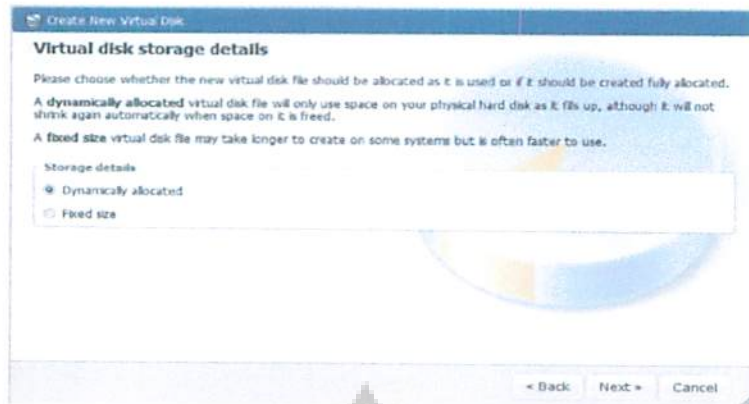 Create New Virtual Disk
Virtual disk storage details
Please choose whether the new virtual disk file should be allocated as it is used or if it should be created fully allocated.
A dynamically allocated virtual disk file will only use space on your physical hard disk as it fills up, although it will not
shrink again automatically when space on it is freed.
A fixed size virtual disk file may take longer to create on some systems but is often faster to use.
Storage details
Dynamically allocated
Fixed size
< Back
Next >
Cancel